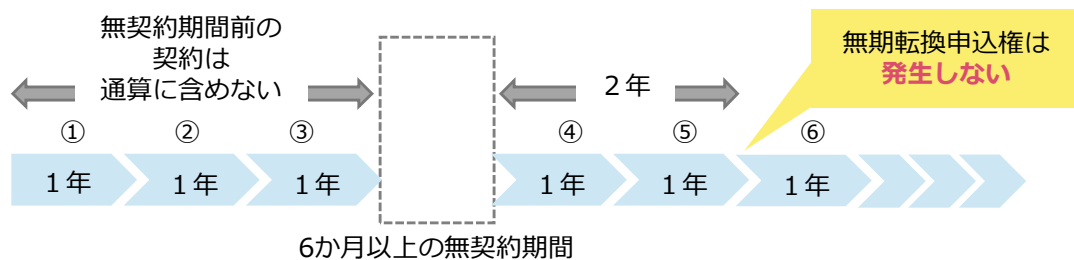 無契約期間前の
契約は
通算に含めない
2年
無期転換申込権は
発生しない
① ② ③ ④ ⑤ ⑥
1年 1年 1年 1年 1年 1年
6か月以上の無契約期間